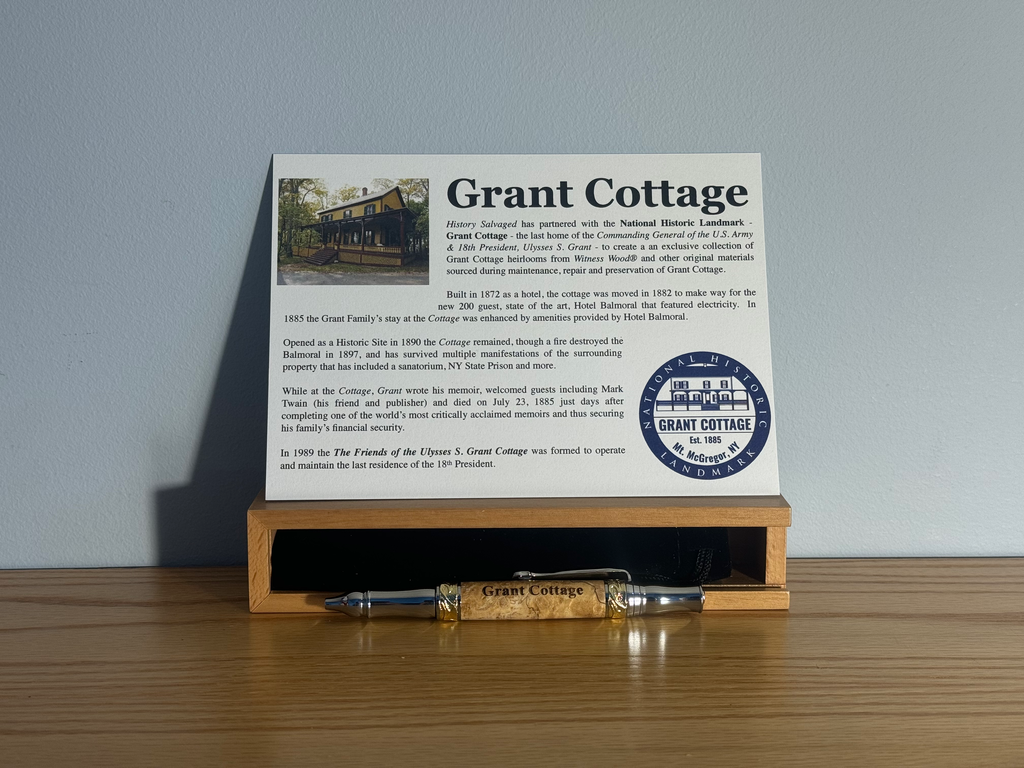 Grant Cottage
History Salvaged has partnered with the National Historic Landmark -
Grant Cottage - the last home of the Commanding General of the U.S. Army
& 18th President, Ulysses S. Grant - to create a an exclusive collection of
Grant Cottage heirlooms from Witness Wood® and other original materials
sourced during maintenance, repair and preservation of Grant Cottage.
Built in 1872 as a hotel, the cottage was moved in 1882 to make way for the
new 200 guest, state of the art, Hotel Balmoral that featured electricity. In
1885 the Grant Family's stay at the Cottage was enhanced by amenities provided by Hotel Balmoral.
Opened as a Historic Site in 1890 the Cottage remained, though a fire destroyed the
Balmoral in 1897, and has survived multiple manifestations of the surrounding
property that has included a sanatorium, NY State Prison and more.
While at the Cottage, Grant wrote his memoir, welcomed guests including Mark
Twain (his friend and publisher) and died on July 23, 1885 just days after
completing one of the world's most critically acclaimed memoirs and thus securing
his family's financial security.
In 1989 the The Friends of the Ulysses S. Grant Cottage was formed to operate
and maintain the last residence of the 18th President.
NATIONAL HISTORIC
GRANT COTTAGE
Est. 1885
Mt. McGregor, NY
LANDMARK
Grant Cottage